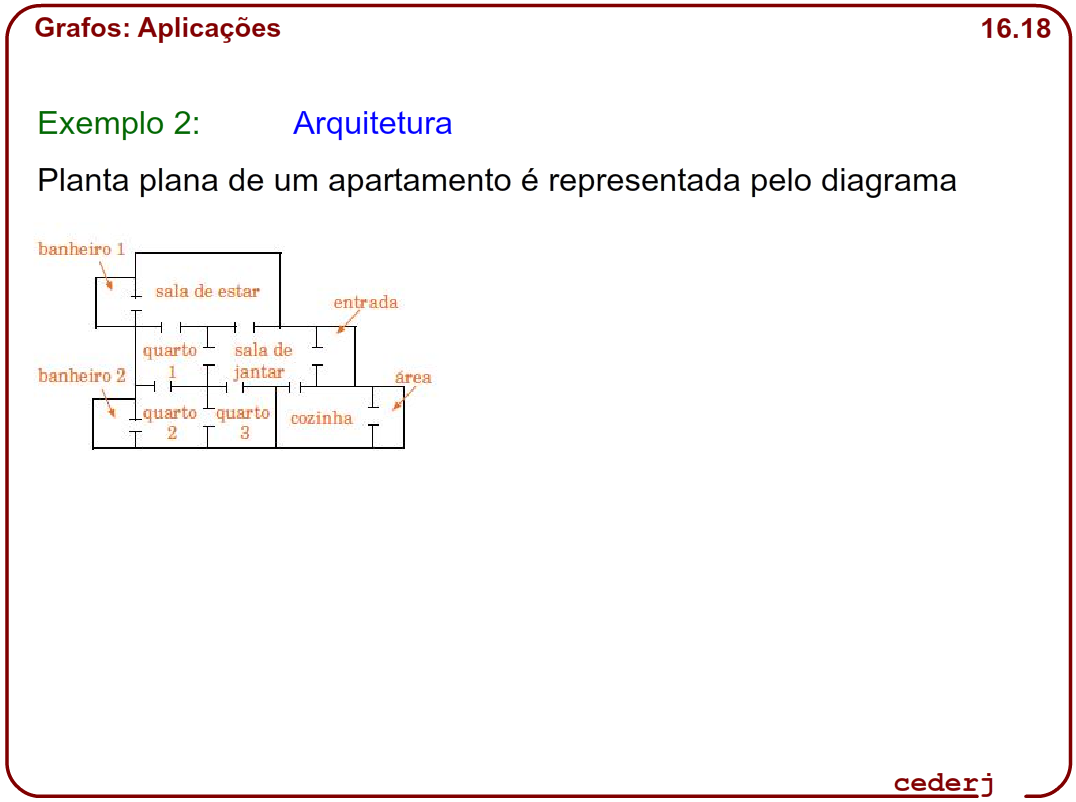 Grafos: Aplicações
16.18
Exemplo 2:
Arquitetura
Planta plana de um apartamento é representada pelo diagrama
banheiro 1
sala de estar
entrada
quarto
1
sala de
jantar
banheiro 2
área
quarto
2
quarto
3
cozinha
cederj